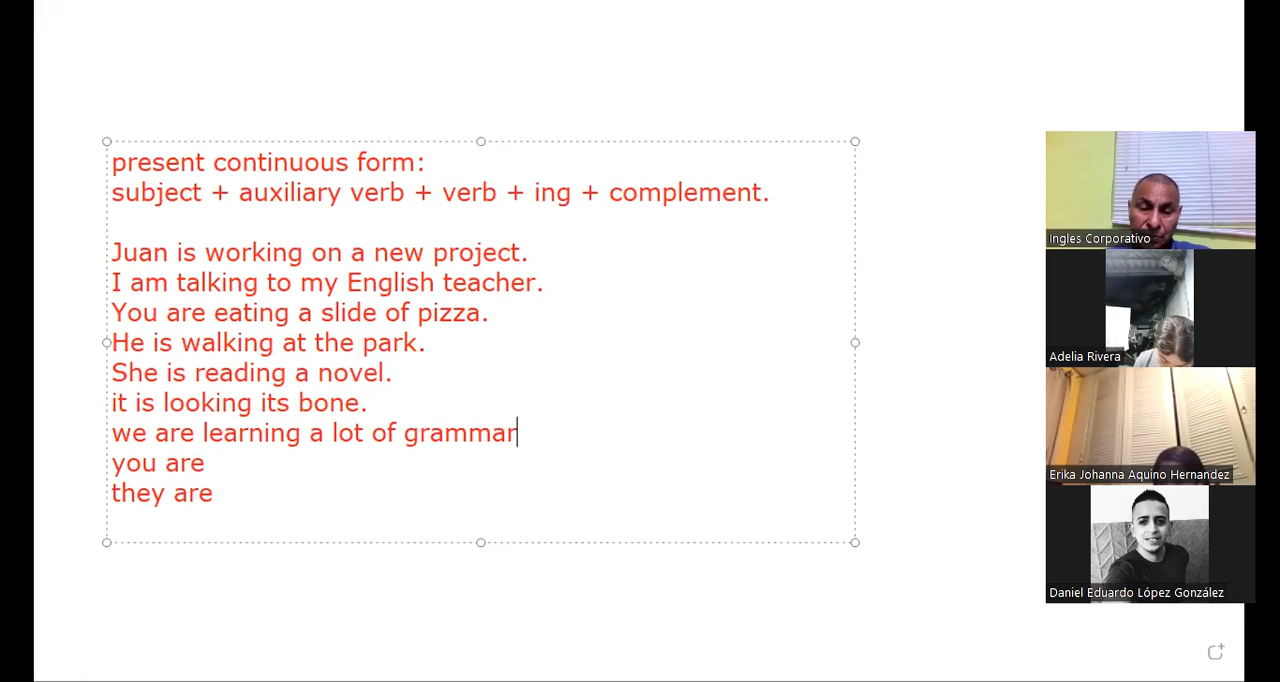 present continuous form:
subject + auxiliary verb + verb + ing + complement.
Juan is working on a new project.
I am talking to my English teacher.
You are eating a slide of pizza.
He is walking at the park.
She is reading a novel.
it is looking its bone.
we are learning a lot of grammar
you are
they are
Ingles Corporativo
Adelia Rivera
Erika Johanna Aquino Hernandez
Daniel Eduardo López González